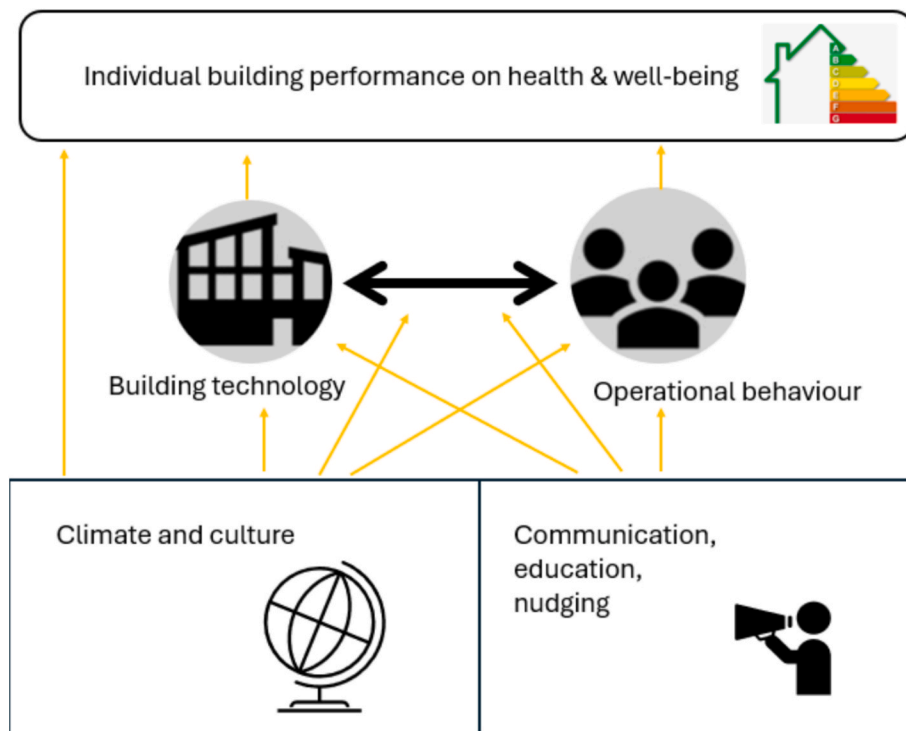 Individual building performance on health & well-being
A
B
C
D
E
F
G
Building technology
Operational behaviour
Climate and culture
Communication,
education,
nudging